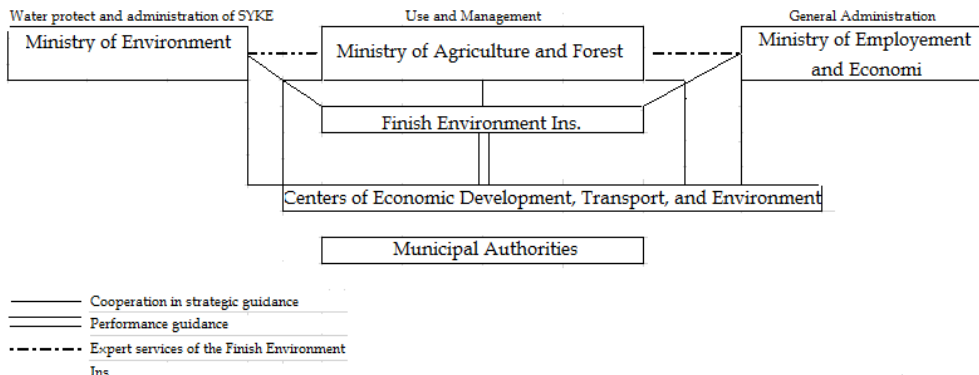 Water protect and administration of SYKE
Use and Management
General Administration
Ministry of Environment
Ministry of Agriculture and Forest
Ministry of Employement
and Economi
Finish Environment Ins.
Centers of Economic Development, Transport, and Environment
Municipal Authorities
Cooperation in strategic guidance
Performance guidance
Expert services of the Finish Environment
Ins